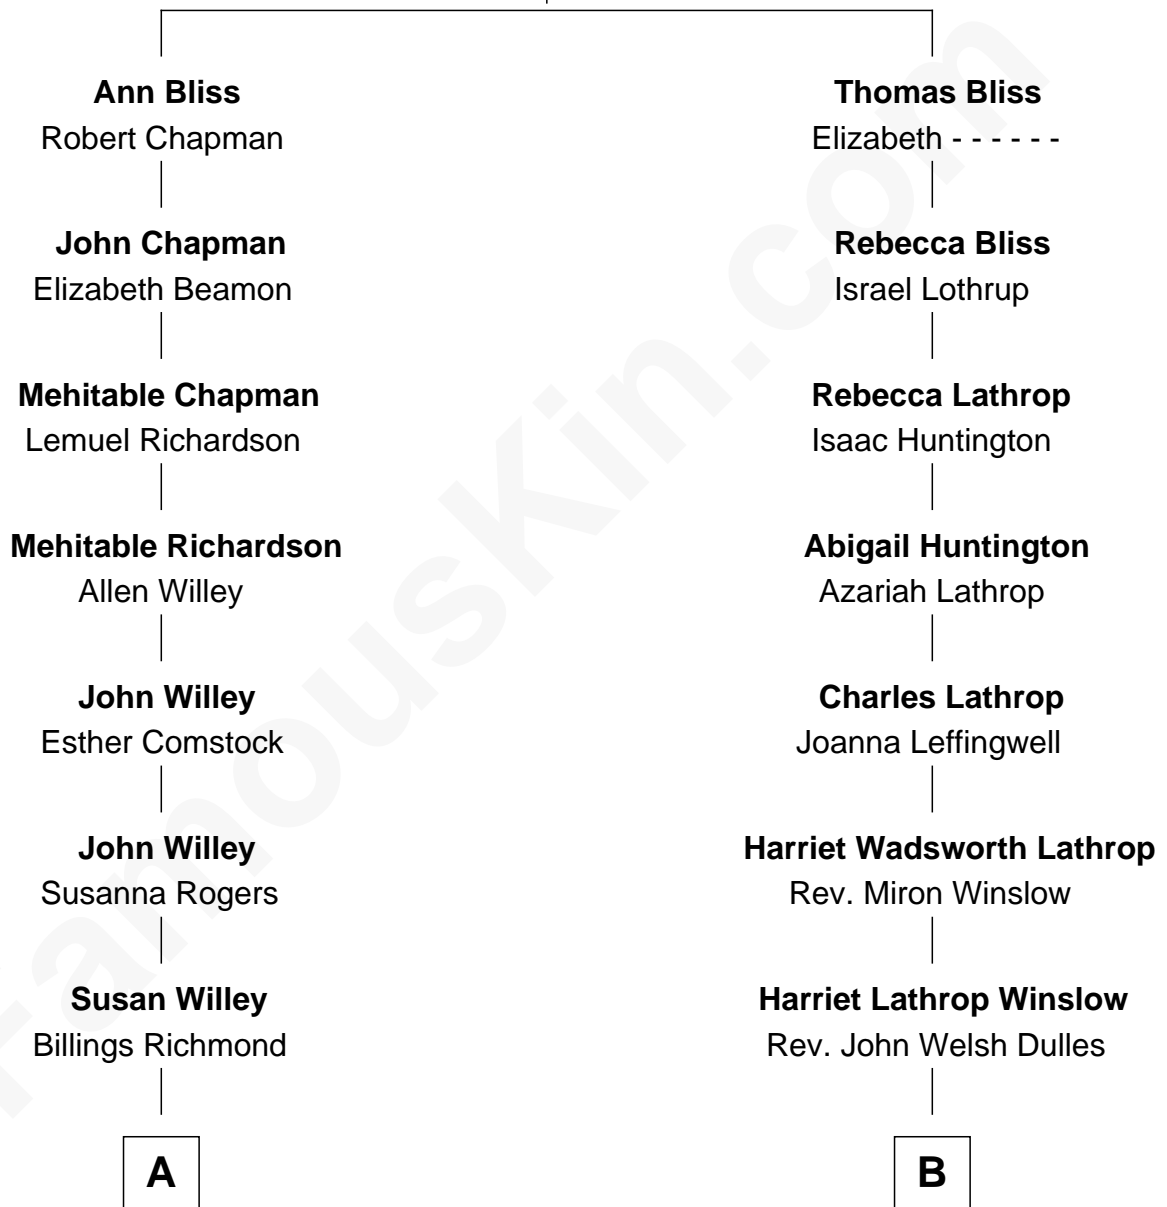 Ann Bliss
Robert Chapman
John Chapman
Elizabeth Beamon
Mehitable Chapman
Lemuel Richardson
Mehitable Richardson
Allen Willey
John Willey
Esther Comstock
John Willey
Susanna Rogers
Susan Willey
Billings Richmond
A
Thomas Bliss
Elizabeth - - - - - -
Rebecca Bliss
Israel Lothrup
Rebecca Lathrop
Isaac Huntington
Abigail Huntington
Azariah Lathrop
Charles Lathrop
Joanna Leffingwell
Harriet Wadsworth Lathrop
Rev. Miron Winslow
Harriet Lathrop Winslow
Rev. John Welsh Dulles
B
FamousKin.com